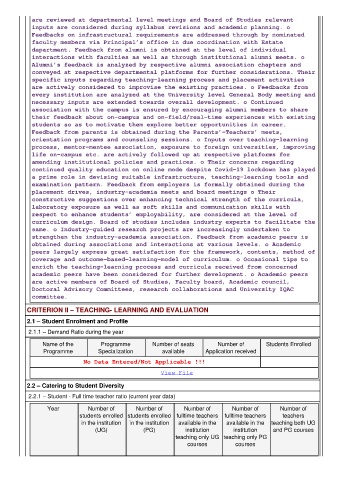 are reviewed at departmental level meetings and Board of Studies relevant
inputs are considered during syllabus revisions and academic planning. o
Feedbacks on infrastructural requirements are addressed through by nominated
faculty members via Principal's office in due coordination with Estate
department. Feedback from alumni is obtained at the level of individual
interactions with faculties as well as through institutional alumni meets. o
Alumni's feedback is analyzed by respective alumni association chapters and
conveyed at respective departmental platforms for further considerations. Their
specific inputs regarding teaching-learning process and placement activities
are actively considered to improvise the existing practices. o Feedbacks from
every institution are analyzed at the University level General Body meeting and
necessary inputs are extended towards overall development. o Continued
association with the campus is ensured by encouraging alumni members to share
their feedback about on-campus and on-field/real-time experiences with existing
students so as to motivate them explore better opportunities in career.
Feedback from parents is obtained during the Parents'-Teachers' meets,
orientation programs and counseling sessions. o Inputs over teaching-learning
process, mentor-mentee association, exposure to foreign universities, improving
life on-campus etc. are actively followed up at respective platforms for
amending institutional policies and practices. o Their concerns regarding
continued quality education on online mode despite Covid-19 lockdown has played
a prime role in devising suitable infrastructure, teaching-learning tools and
examination pattern. Feedback from employers is formally obtained during the
placement drives, industry-academia meets and board meetings o Their
constructive suggestions over enhancing technical strength of the curricula,
laboratory exposure as well as soft skills and communication skills with
respect to enhance students' employability, are considered at the level of
curriculum design. Board of studies includes industry experts to facilitate the
same. o Industry-guided research projects are increasingly undertaken to
strengthen the industry-academia association. Feedback from academic peers is
obtained during associations and interactions at various levels. o Academic
peers largely express great satisfaction for the framework, contents, method of
coverage and outcome-based-learning-model of curriculum. o Occasional tips to
enrich the teaching-learning process and curricula received from concerned
academic peers have been considered for further development. o Academic peers
are active members of Board of Studies, Faculty board, Academic council,
Doctoral Advisory Committees, research collaborations and University IQAC
committee.
CRITERION II – TEACHING- LEARNING AND EVALUATION
2.1 – Student Enrolment and Profile
2.1.1 – Demand Ratio during the year
Name of the Programme
Programme Specialization
Number of seats available
Number of Application received
Students Enrolled
No Data Entered/Not Applicable !!!
View File
2.2 – Catering to Student Diversity
2.2.1 – Student - Full time teacher ratio (current year data)
Year
Number of students enrolled in the institution (UG)
Number of students enrolled in the institution (PG)
Number of fulltime teachers available in the institution teaching only UG courses
Number of fulltime teachers available in the institution teaching only PG courses
Number of teachers teaching both UG and PG courses